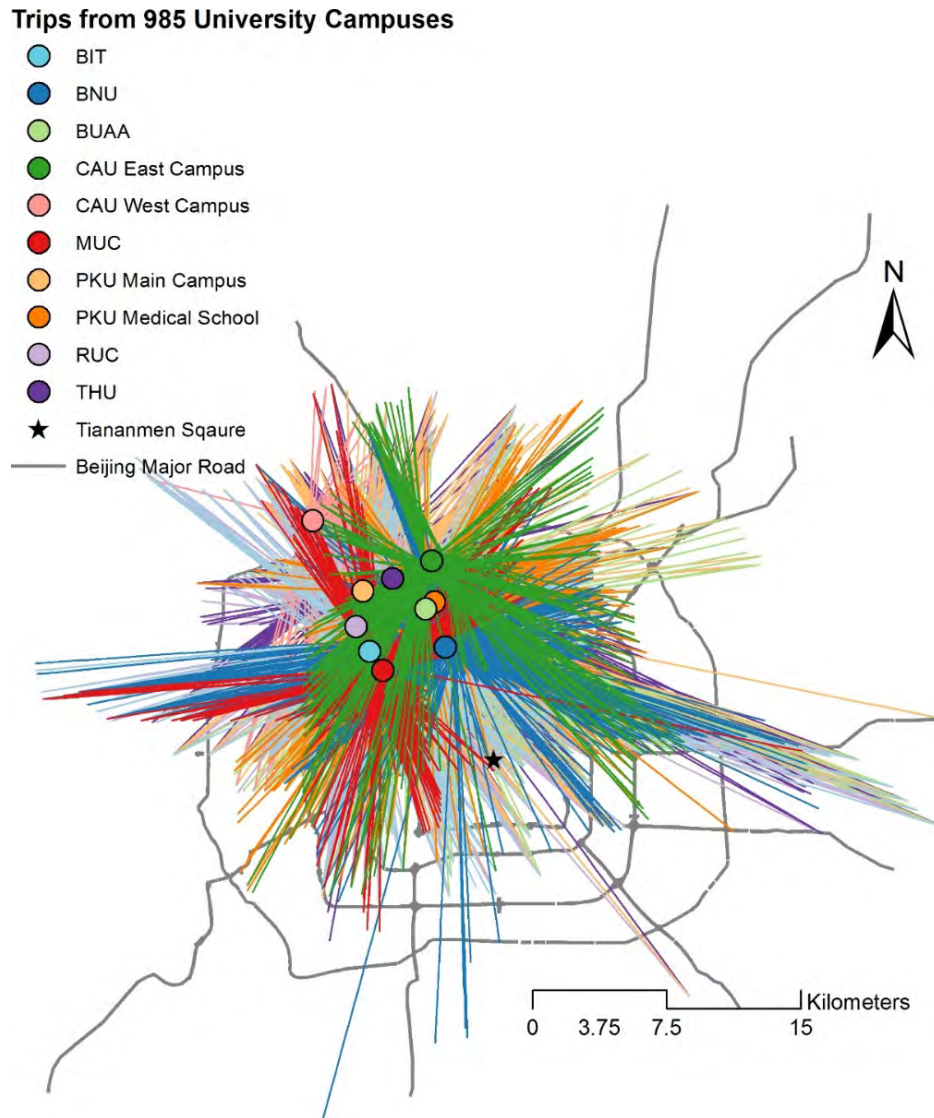 Trips from 985 University Campuses
BIT
BNU
BUAA
CAU East Campus
CAU West Campus
MUC
PKU Main Campus
PKU Medical School
RUC
THU
Tiananmen Sqaure
Beijing Major Road
N
Kilometers
0 3.75 7.5 15